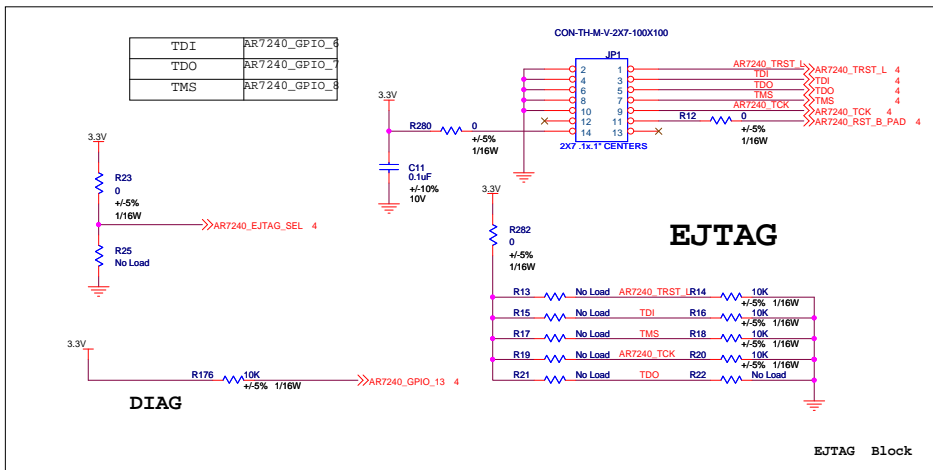 CON-TH-M-V-2X7-100X100
TDI AR7240_GPIO_6
TDO AR7240_GPIO_7
TMS AR7240_GPIO_8
JP1
2 1 AR7240_TRST_L AR7240_TRST_L 4
4 3 TDI TDI 4
6 5 TDO TDO 4
8 7 TMS TMS 4
10 9 AR7240_TCK AR7240_TCK 4
12 11 R12 0 AR7240_RST_B_PAD 4
14 13
+/-5%
1/16W
2X7 .1x.1" CENTERS
3.3V
R280 0
+/-5%
1/16W
C11
0.1uF
+/-10%
10V
3.3V
R23
0
+/-5%
1/16W
AR7240_EJTAG_SEL 4
R25
No Load
3.3V
R282
0
+/-5%
1/16W
EJTAG
R13 No Load AR7240_TRST_L R14 10K
+/-5% 1/16W
R15 No Load TDI R16 10K
+/-5% 1/16W
R17 No Load TMS R18 10K
+/-5% 1/16W
R19 No Load AR7240_TCK R20 10K
+/-5% 1/16W
R21 No Load TDO R22 No Load
3.3V
R176 10K
+/-5% 1/16W
AR7240_GPIO_13 4
DIAG
EJTAG Block